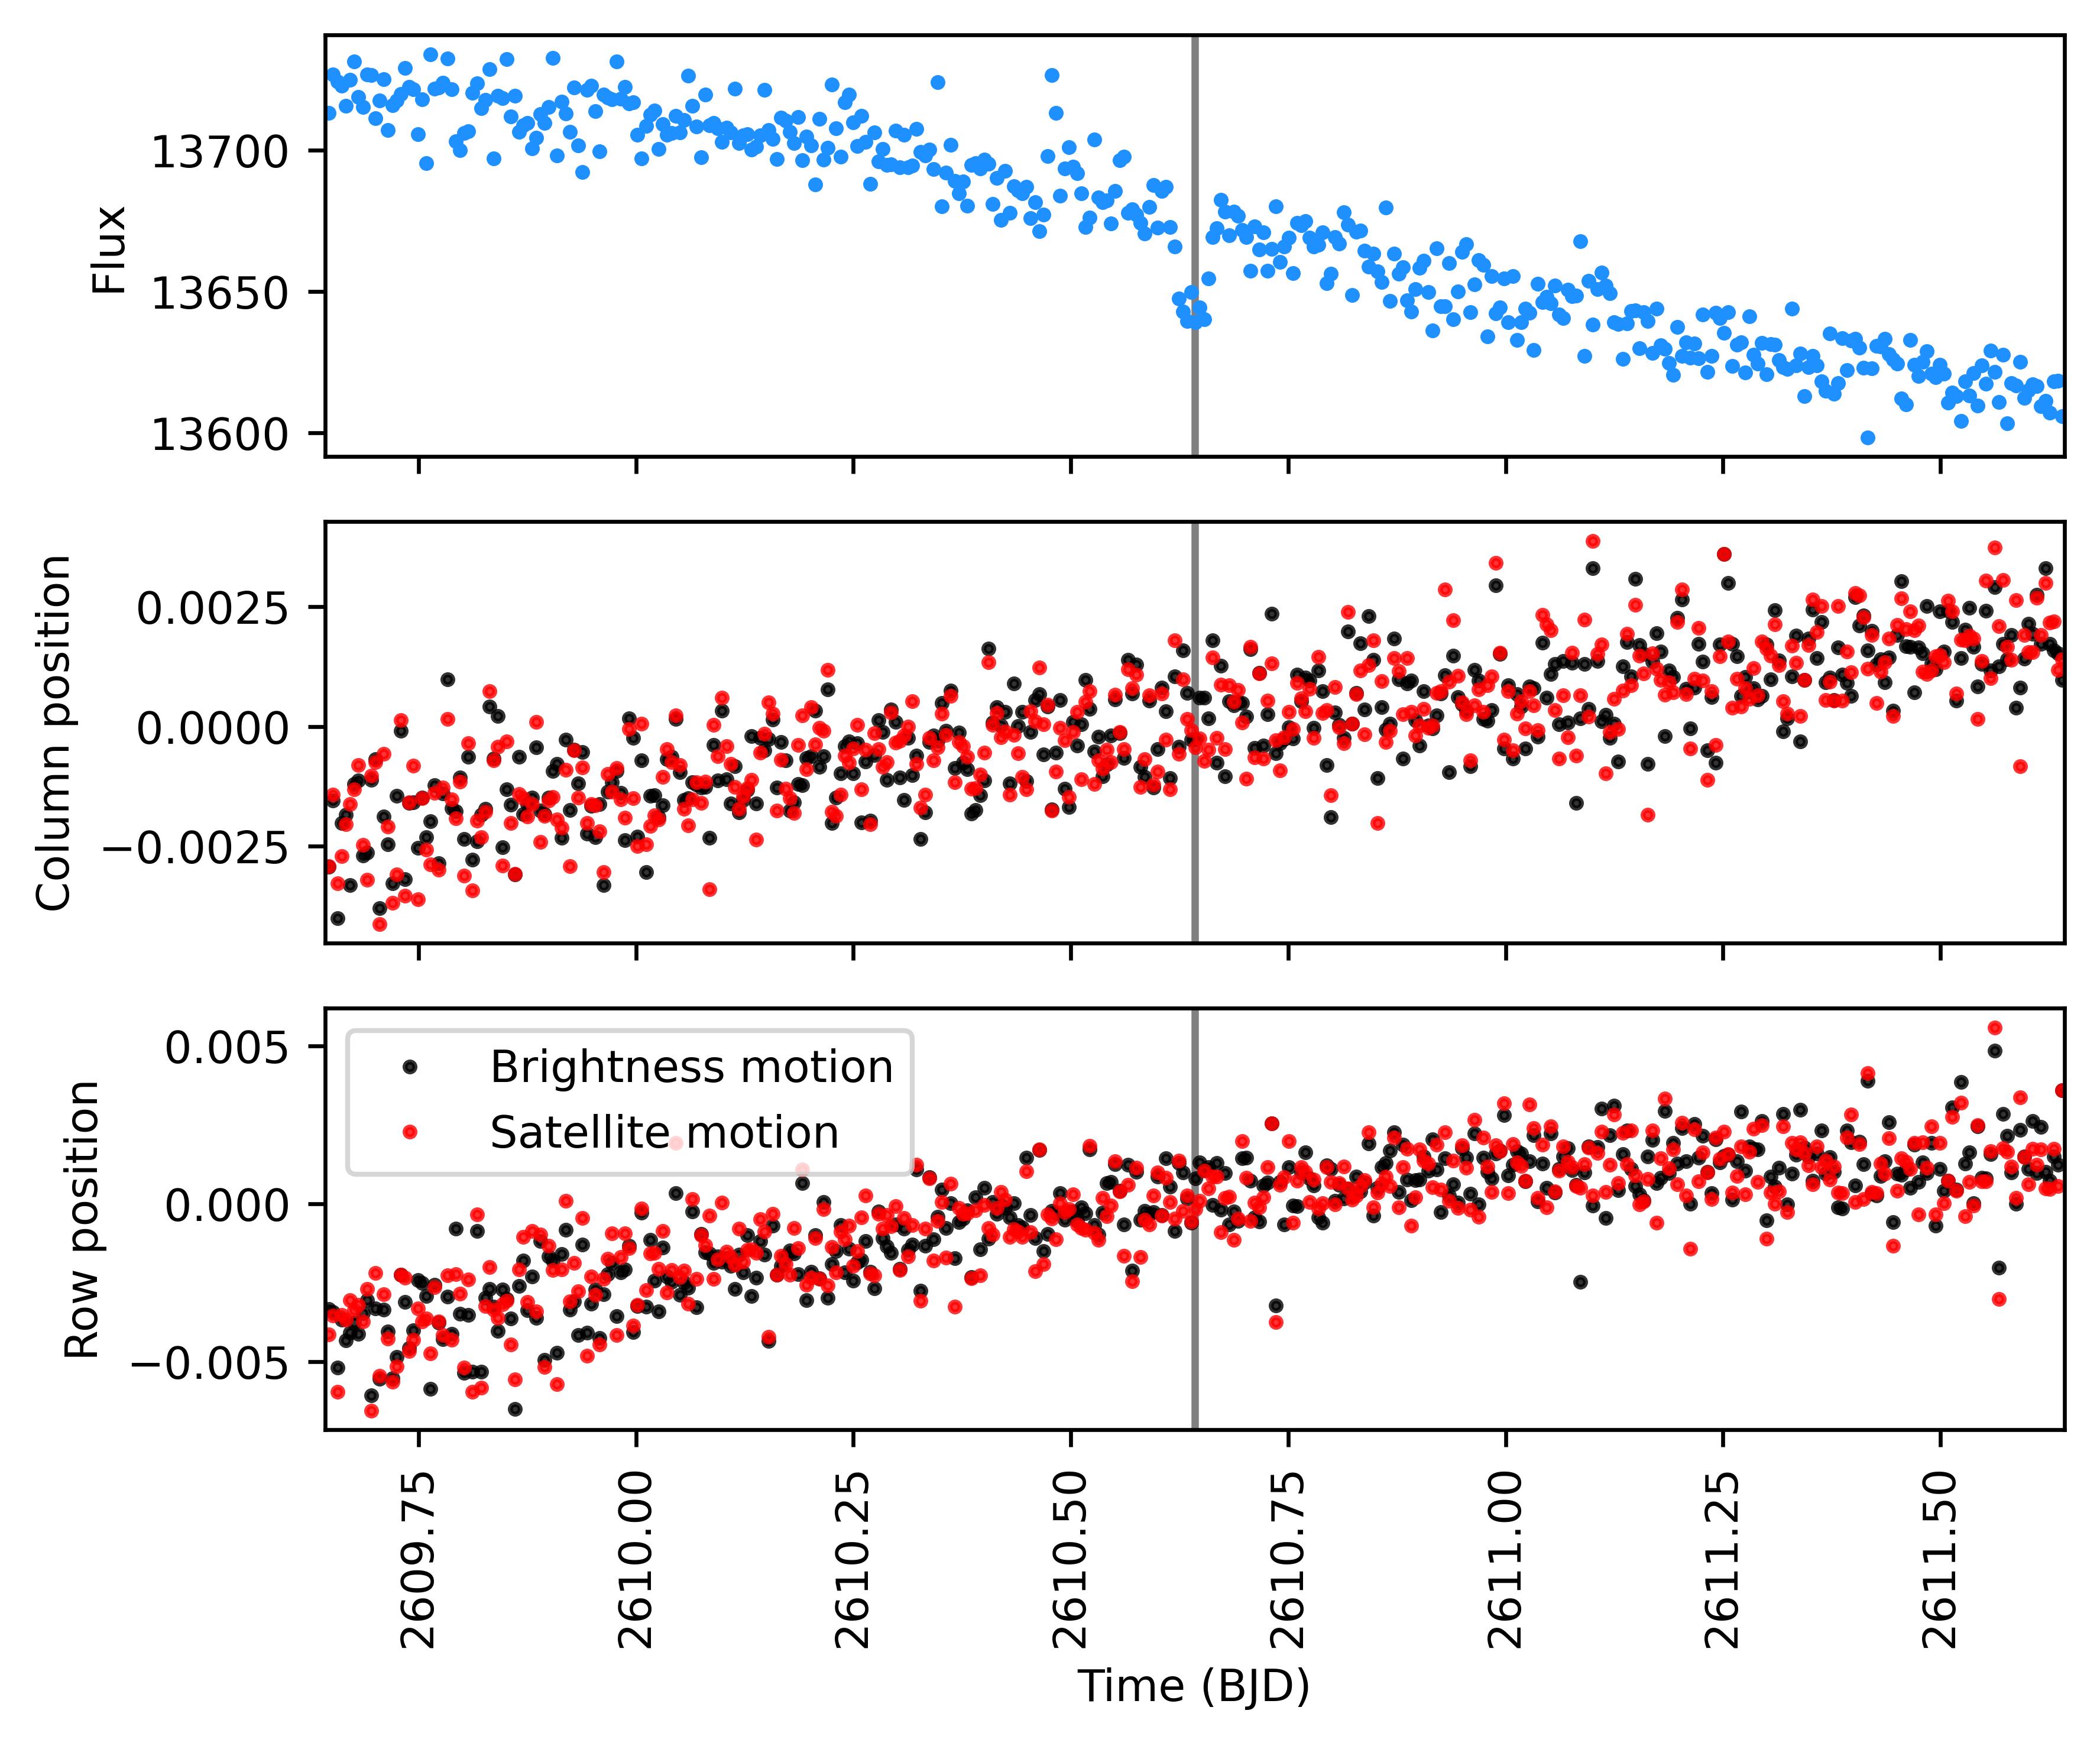 Flux
13700
13650
13600
Column position
0.0025
0.0000
−0.0025
Row position
0.005
0.000
−0.005
Brightness motion
Satellite motion
2609.75
2610.00
2610.25
2610.50
2610.75
2611.00
2611.25
2611.50
Time (BJD)